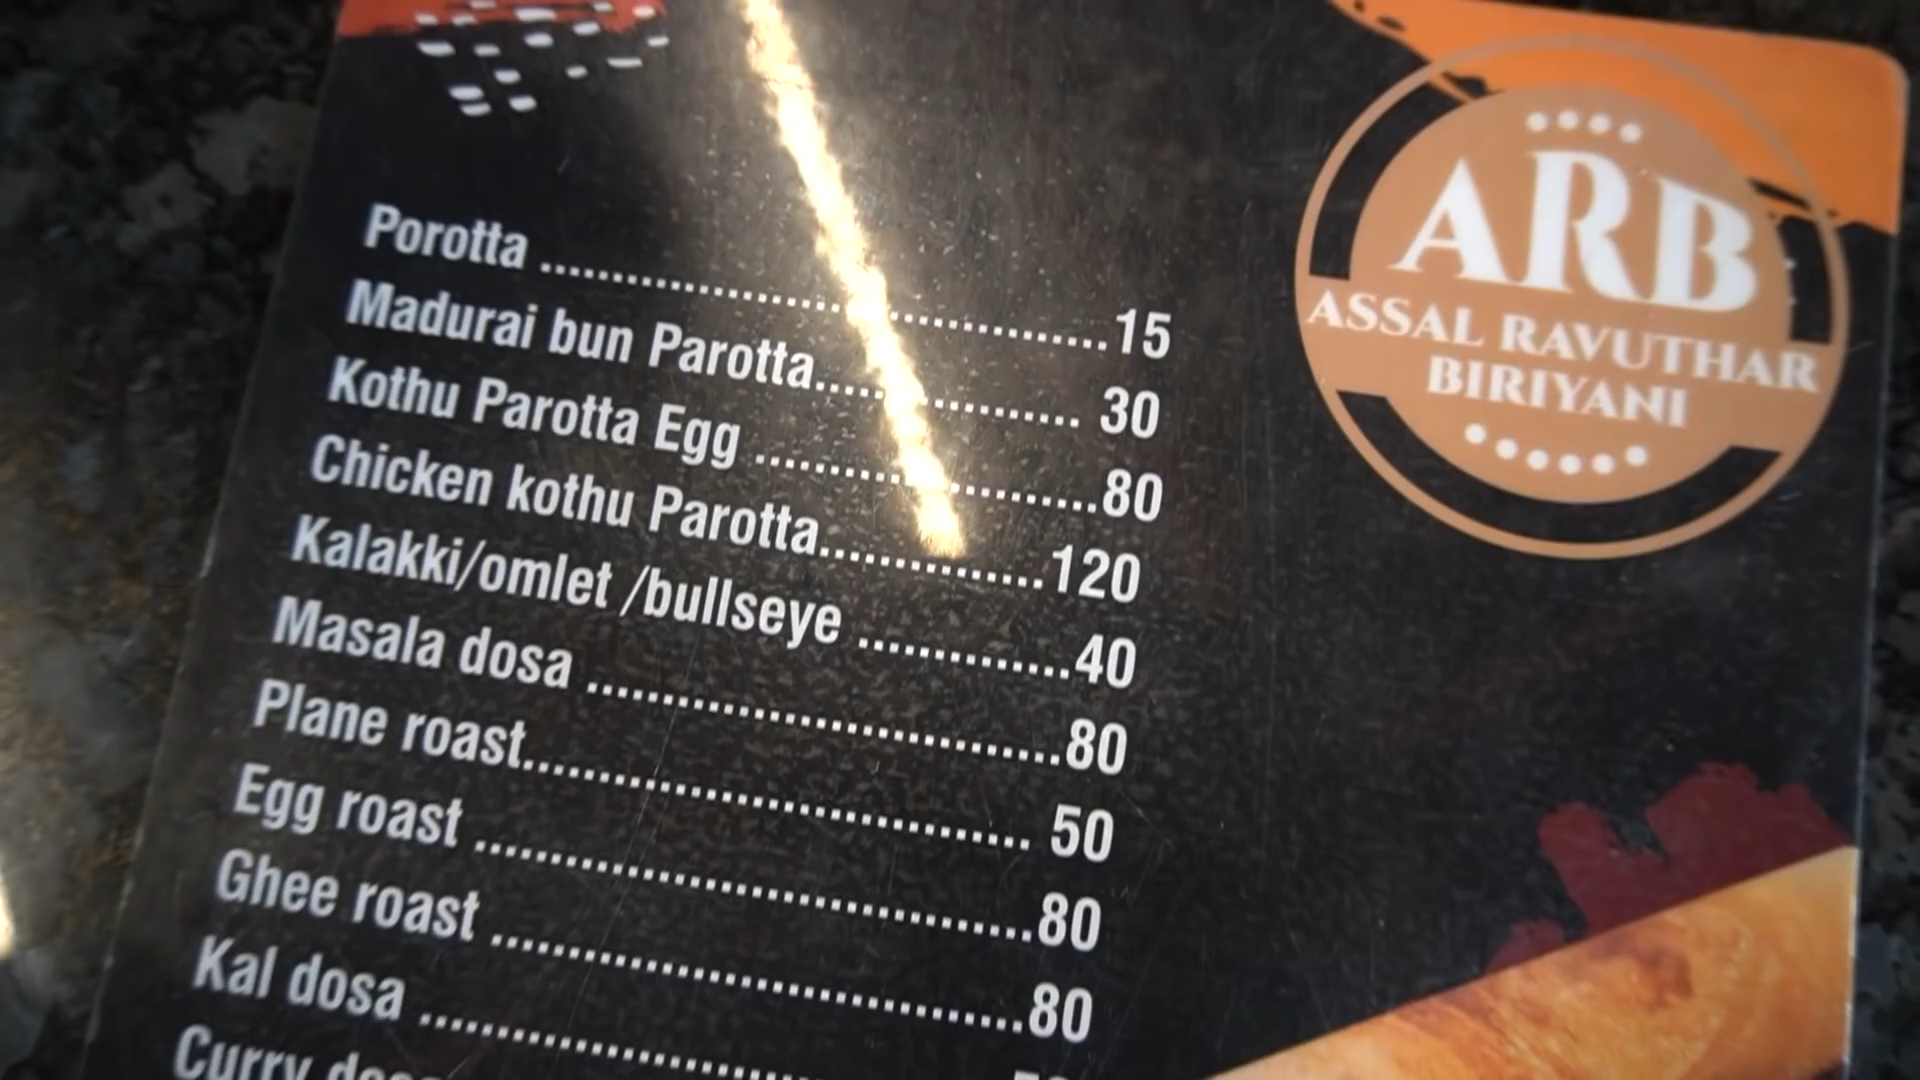 Porotta ........................................15
Madurai bun Parotta................... 30
Kothu Parotta Egg ........................80
Chicken kothu Parotta................120
Kalakki/omlet /bullseye ...............40
Masala dosa .................................80
Plane roast................................... 50
Egg roast ......................................80
Ghee roast .....................................80
Kal dosa
Curry
ARB
ASSAL RAVUTHAR
BIRIYANI